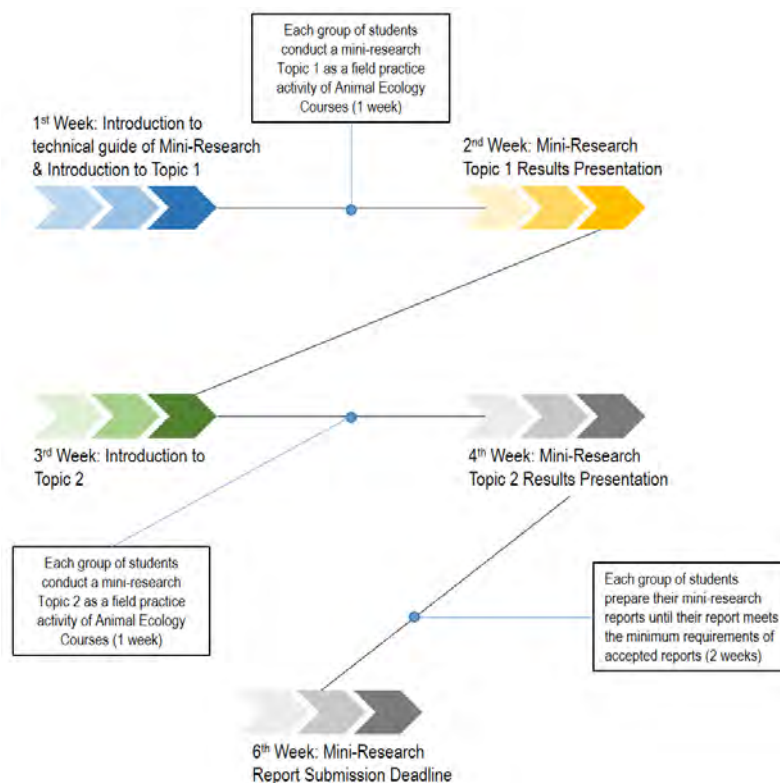 Each group of students
conduct a mini-research
Topic 1 as a field practice
activity of Animal Ecology
Courses (1 week)
1st Week: Introduction to
technical guide of Mini-Research
& Introduction to Topic 1
2nd Week: Mini-Research
Topic 1 Results Presentation
3rd Week: Introduction to
Topic 2
4th Week: Mini-Research
Topic 2 Results Presentation
Each group of students
conduct a mini-research
Topic 2 as a field practice
activity of Animal Ecology
Courses (1 week)
Each group of students
prepare their mini-research
reports until their report meets
the minimum requirements of
accepted reports (2 weeks)
6th Week: Mini-Research
Report Submission Deadline